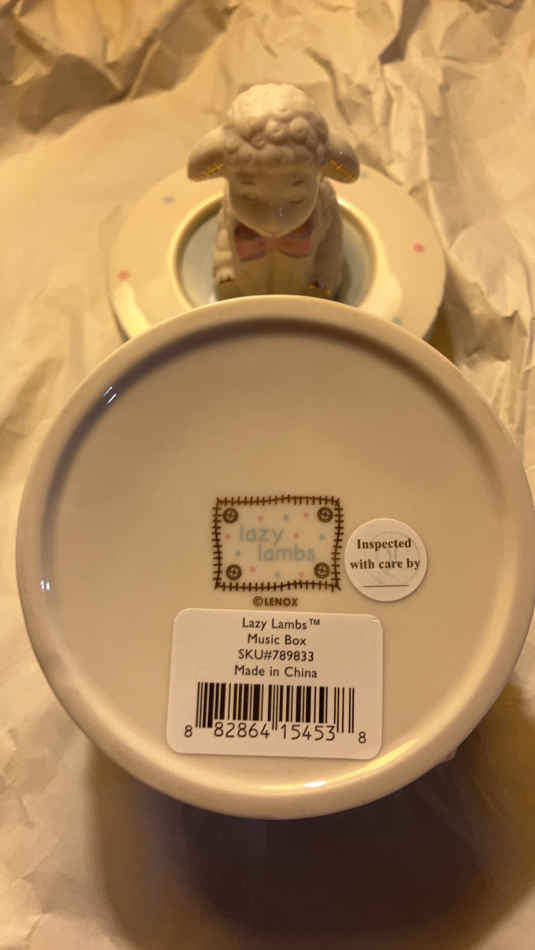 lazy
lambs
Inspected
with care by
©LENOX
Lazy Lambs™
Music Box
SKU#789833
Made in China
8 82864 15453 8